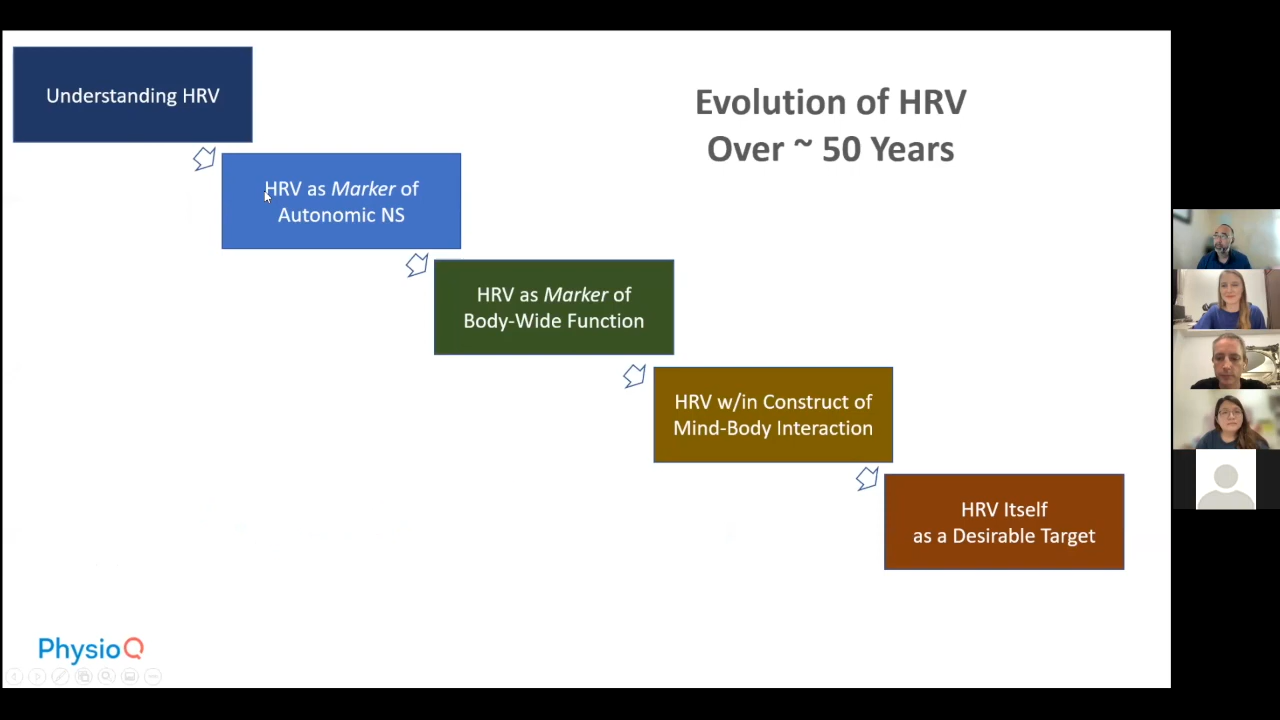 Understanding HRV
Evolution of HRV
Over ~ 50 Years
HRV as Marker of
Autonomic NS
HRV as Marker of
Body-Wide Function
HRV w/in Construct of
Mind-Body Interaction
HRV Itself
as a Desirable Target
PhysioQ